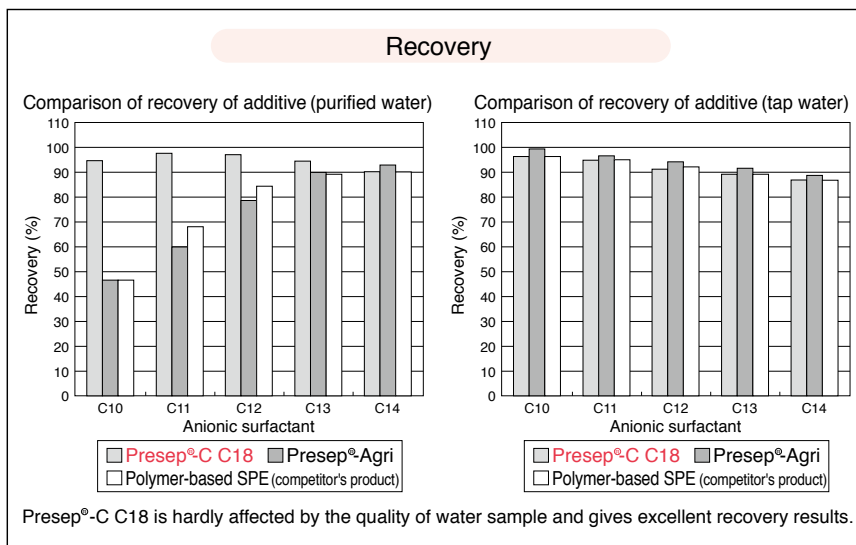 Recovery
Comparison of recovery of additive (purified water)
110
100
90
80
70
60
50
40
30
20
10
0
Recovery (%)
C10 C11 C12 C13 C14
Anionic surfactant
Presep®-C C18 Presep®-Agri
Polymer-based SPE (competitor's product)
Comparison of recovery of additive (tap water)
110
100
90
80
70
60
50
40
30
20
10
0
Recovery (%)
C10 C11 C12 C13 C14
Anionic surfactant
Presep®-C C18 Presep®-Agri
Polymer-based SPE (competitor's product)
Presep®-C C18 is hardly affected by the quality of water sample and gives excellent recovery results.